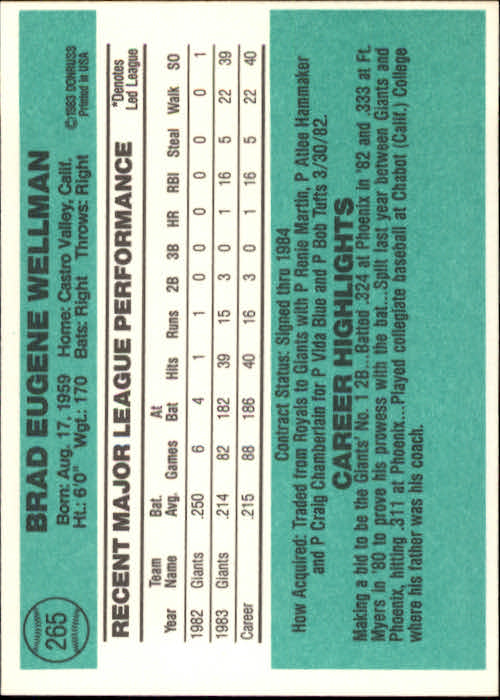 265
BRAD EUGENE WELLMAN
Born: Aug. 17, 1959 Home: Castro Valley, Calif.
Ht.: 6'0" Wgt.: 170 Bats: Right Throws: Right
©1983 DONRUSS
Printed in USA
RECENT MAJOR LEAGUE PERFORMANCE
*Denotes
Led League
Year Team Name Bat. Avg. Games At Bat Hits Runs 2B 3B HR RBI Steal Walk SO
1982 Giants .250 6 4 1 1 0 0 0 0 0 0 1
1983 Giants .214 82 182 39 15 3 0 1 16 5 22 39
Career .215 88 186 40 16 3 0 1 16 5 22 40
Contract Status: Signed thru 1984
How Acquired: Traded from Royals to Giants with P Renie Martin, P Atlee Hammaker
and P Craig Chamberlain for P Vida Blue and P Bob Tufts 3/30/82.
CAREER HIGHLIGHTS
Making a bid to be the Giants' No. 1 2B...Batted .324 at Phoenix in '82 and .333 at Ft.
Myers in '80 to prove his prowess with the bat...Split last year between Giants and
Phoenix, hitting .311 at Phoenix...Played collegiate baseball at Chabot (Calif.) College
where his father was his coach.